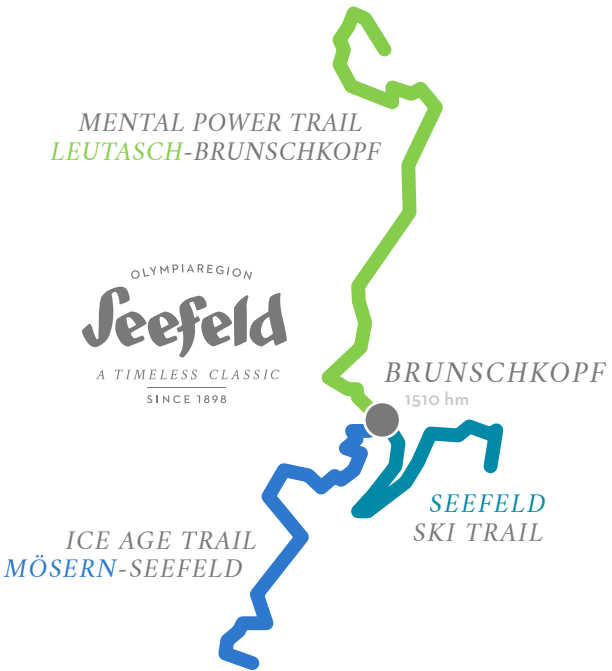 MENTAL POWER TRAIL
LEUTASCH-BRUNSCHKOPF
OLYMPIAREGION
Seefeld
A TIMELESS CLASSIC
SINCE 1898
BRUNSCHKOPF
1510 hm
SEEFELD
SKI TRAIL
ICE AGE TRAIL
MÖSERN-SEEFELD